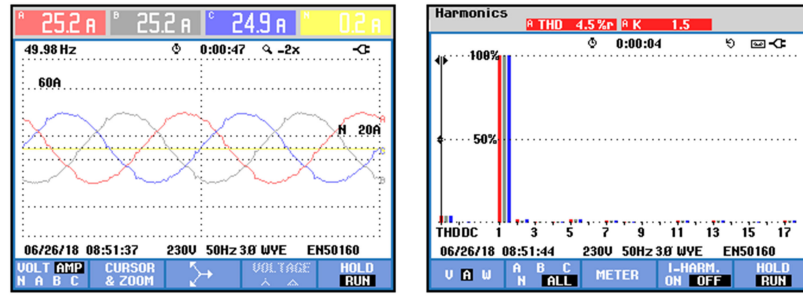 A 25.2 A B 25.2 A C 24.9 A N 0.2 A
49.98 Hz 0:00:47 -2x
60A
N 20A
A
C
B
06/26/18 08:51:37 230V 50Hz 3Ø WYE EN50160
VOLT AMP CURSOR VOLTAGE HOLD
N A B C & ZOOM RUN
Harmonics
A THD 4.5%r A K 1.5
0:00:04
100%
50%
THDDC 1 3 5 7 9 11 13 15 17
06/26/18 08:51:44 230V 50Hz 3Ø WYE EN50160
V A W A B C METER I-HARM. HOLD
N ALL ON OFF RUN